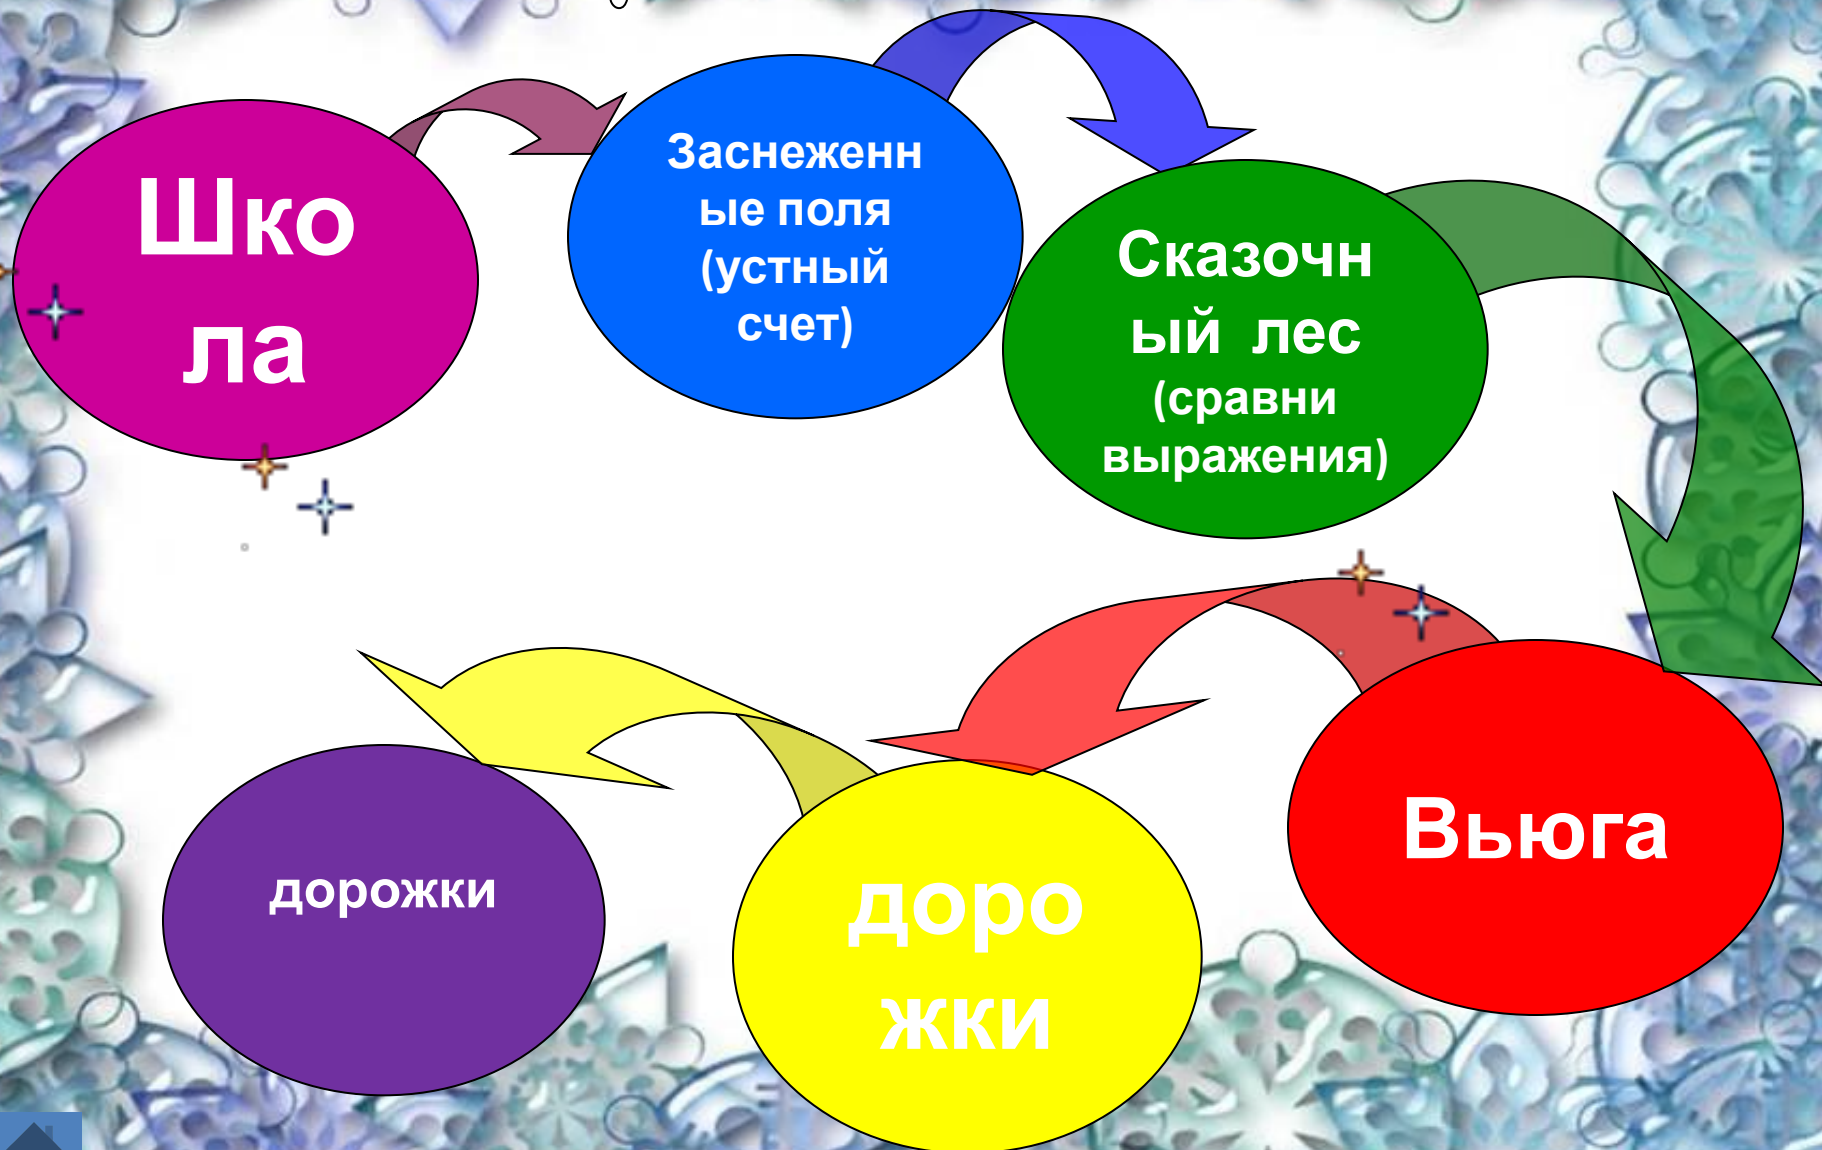 Шко
ла
Заснеженн
ые поля
(устный
счет)
Сказочн
ый лес
(сравни
выражения)
Вьюга
доро
жки
дорожки